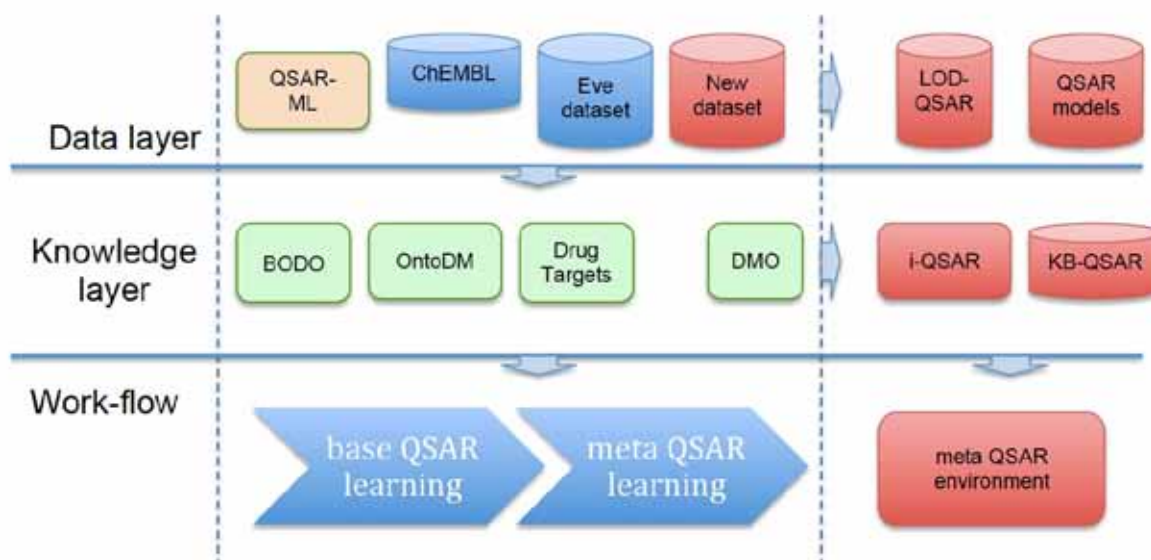 Data layer
QSAR-
ML
ChEMBL
Eve
dataset
New
dataset
LOD-
QSAR
QSAR
models
Knowledge
layer
BODO
OntoDM
Drug
Targets
DMO
i-QSAR
KB-QSAR
Work-flow
base QSAR
learning
meta QSAR
learning
meta QSAR
environment